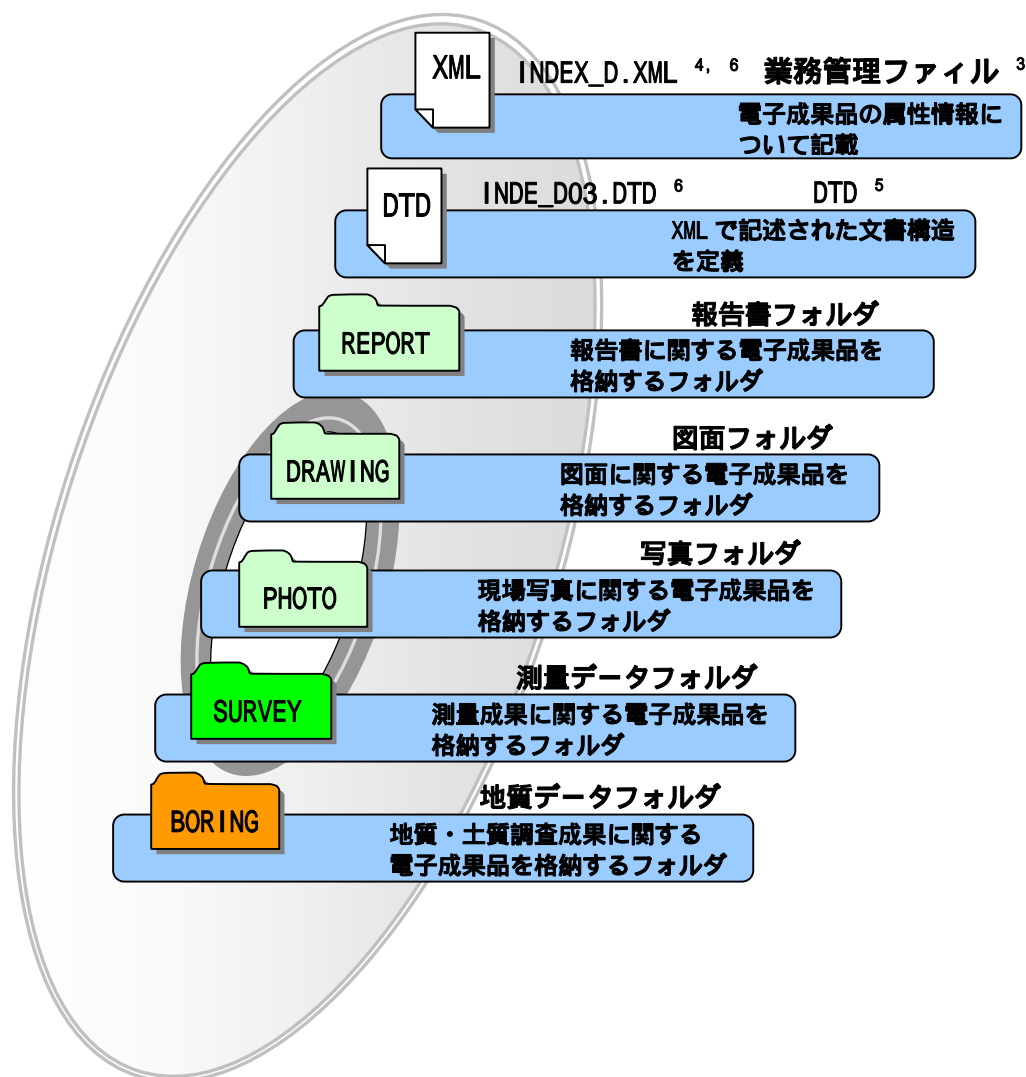 XML
INDEX_D.XML 4, 6 業務管理ファィル 3
電子成果品の属性情報に
ついて記載
DTD
INDE_D03.DTD 6 DTD 5
XMLで記述された文書構造
を定義
報告書フォルダ
REPORT
報告書に関する電子成果品を
格納するフォルダ
図面フォルダ
DRAWING
図面に関する電子成果品を
格納するフォルダ
写真フォルダ
PHOTO
現場写真に関する電子成果品を
格納するフォルダ
測量データフォルダ
SURVEY
測量成果に関する電子成果品を
格納するフォルダ
地質データフォルダ
BORING
地質・土質調査成果に関する
電子成果品を格納するフォルダ